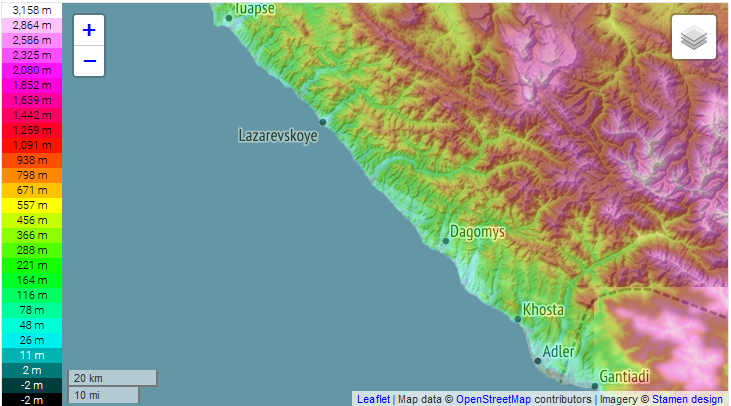 3,158 m
2,864 m
2,586 m
2,325 m
2,080 m
1,852 m
1,639 m
1,442 m
1,259 m
1,091 m
938 m
798 m
671 m
557 m
456 m
366 m
288 m
221 m
164 m
116 m
78 m
48 m
26 m
11 m
2 m
-2 m
-2 m
+
−
Tuapse
Lazarevskoye
Dagomys
Khosta
Adler
Gantiadi
20 km
10 mi
Leaflet | Map data © OpenStreetMap contributors | Imagery © Stamen design